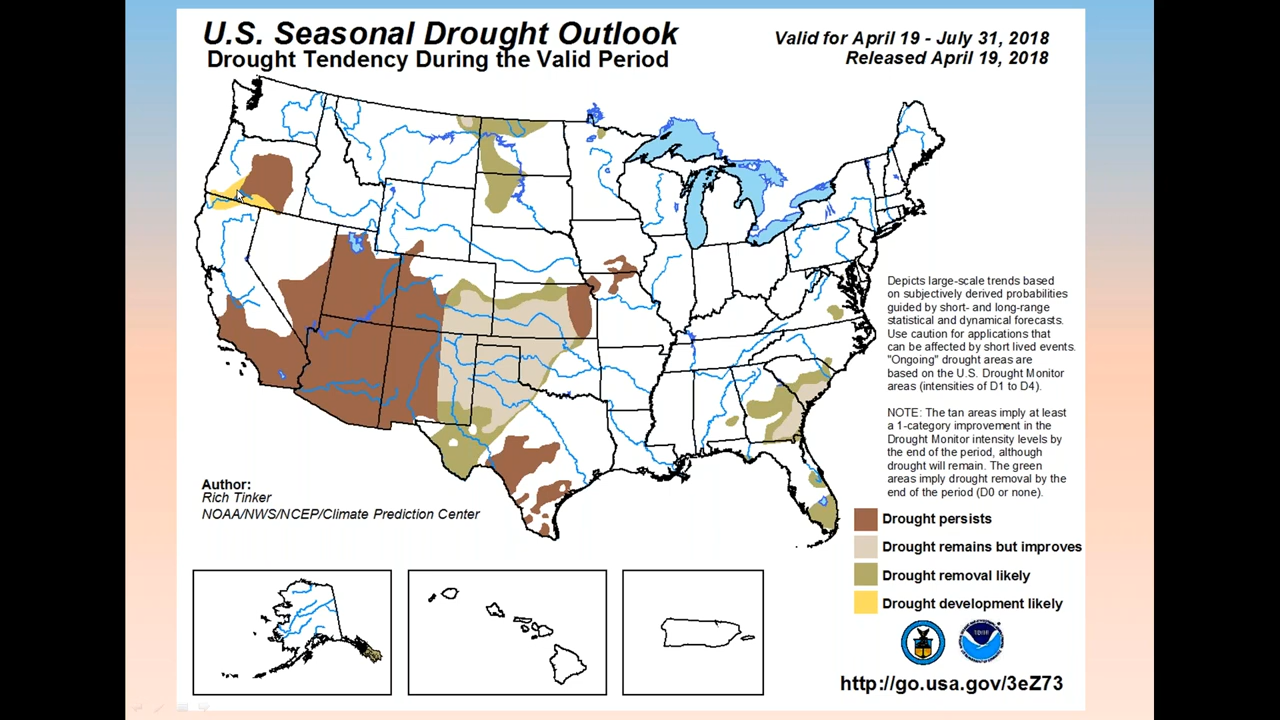 U.S. Seasonal Drought Outlook
Drought Tendency During the Valid Period
Valid for April 19 - July 31, 2018
Released April 19, 2018
Depicts large-scale trends based
on subjectively derived probabilities
guided by short- and long-range
statistical and dynamical forecasts.
Use caution for applications that
can be affected by short lived events.
"Ongoing" drought areas are
based on the U.S. Drought Monitor
areas (intensities of D1 to D4).
NOTE: The tan areas imply at least
a 1-category improvement in the
Drought Monitor intensity levels by
the end of the period, although
drought will remain. The green
areas imply drought removal by the
end of the period (D0 or none).
Author:
Rich Tinker
NOAA/NWS/NCEP/Climate Prediction Center
Drought persists
Drought remains but improves
Drought removal likely
Drought development likely
http://go.usa.gov/3eZ73